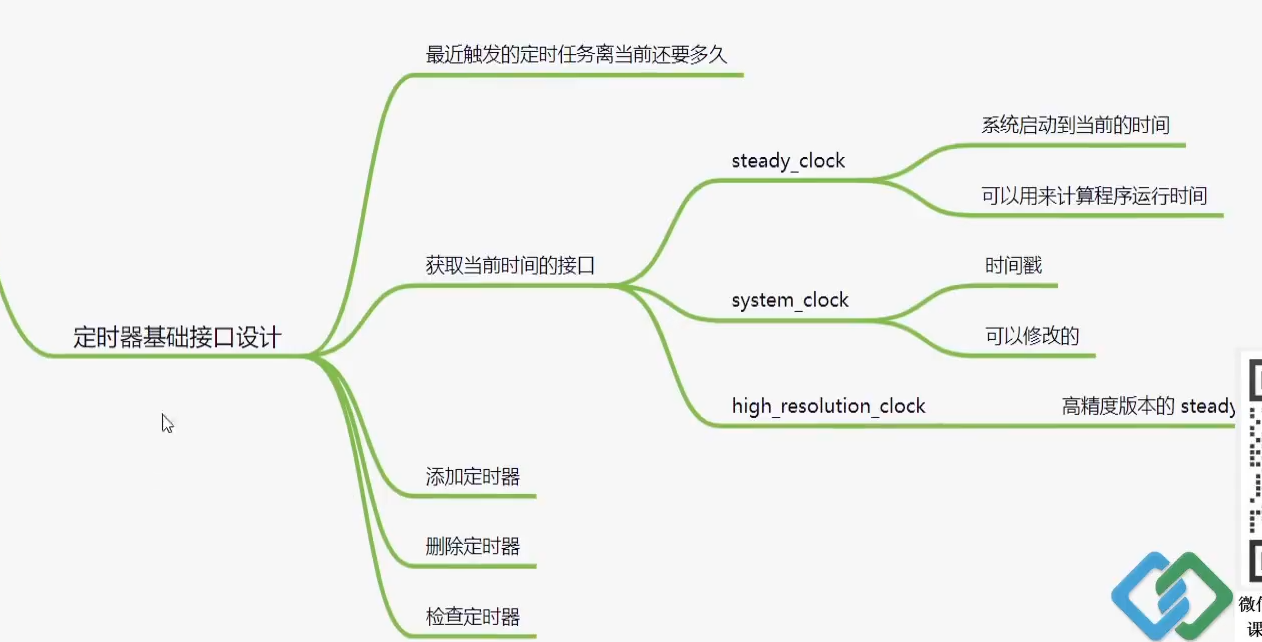 最近触发的定时任务离当前还要多久
系统启动到当前的时间
steady_clock
可以用来计算程序运行时间
获取当前时间的接口
时间戳
system_clock
定时器基础接口设计
可以修改的
high_resolution_clock
高精度版本的 steady
添加定时器
删除定时器
检查定时器
微信
课